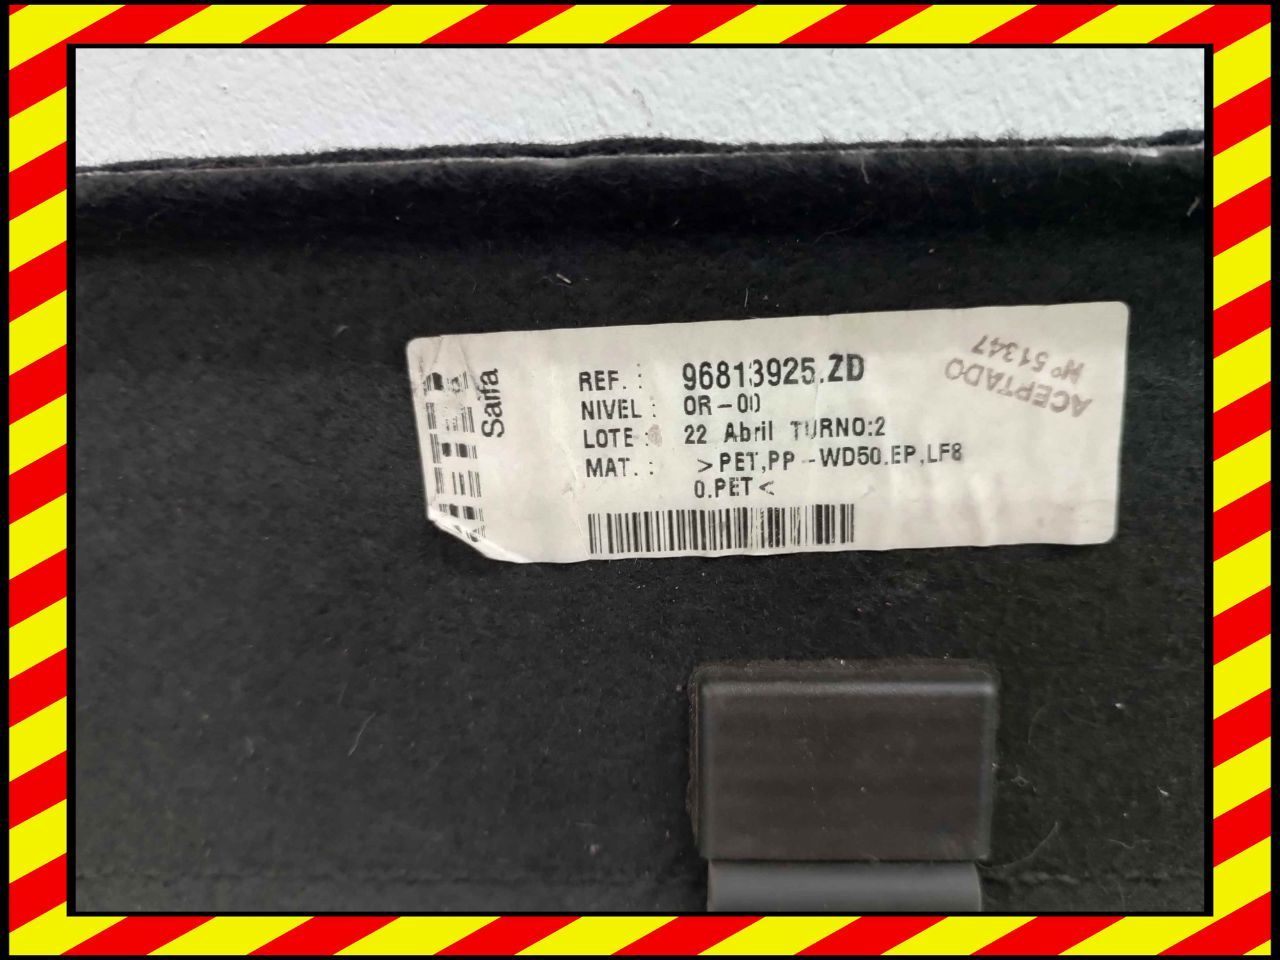 Saifa
REF. : 96813925.ZD
NIVEL : OR-00
LOTE : 22 Abril TURNO:2
MAT. : >PET,PP -WD50.EP,LF8
0.PET<
ACEPTADO
Nº 51347